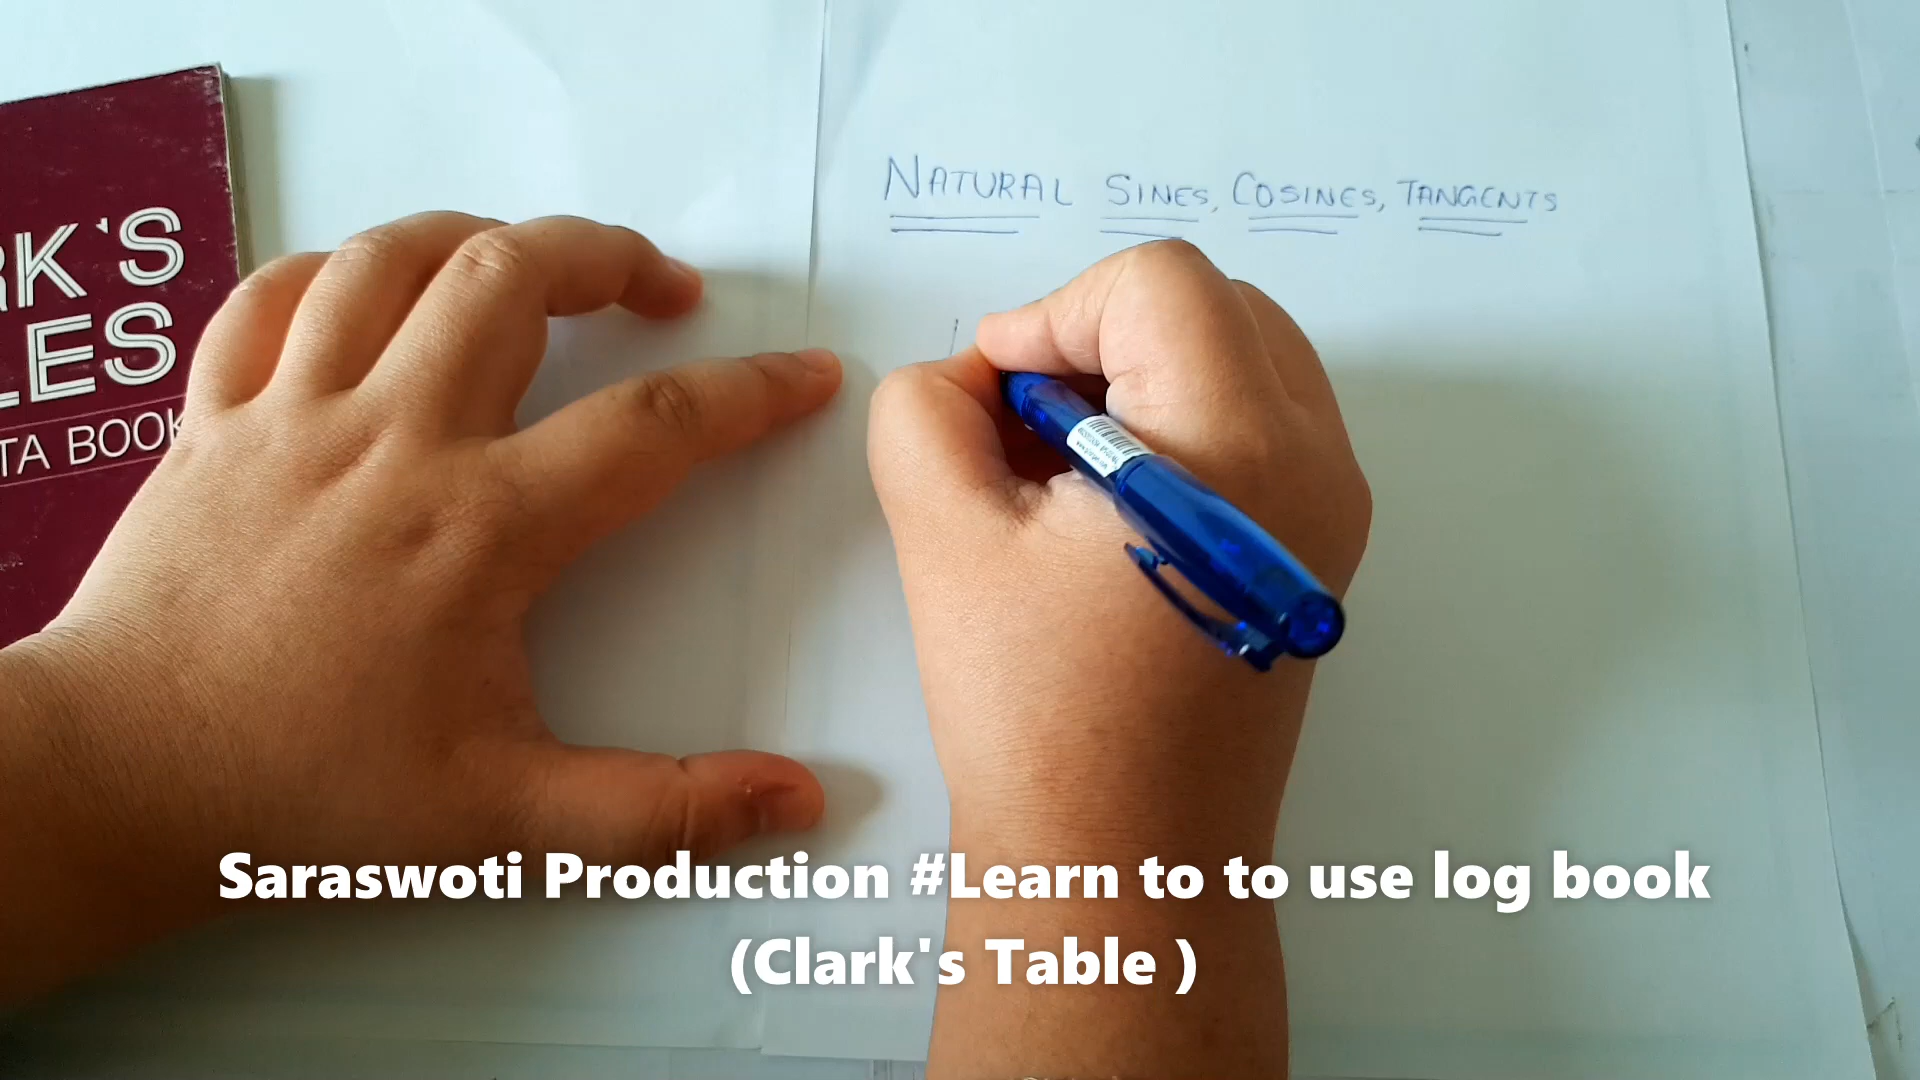 NATURAL SINES, COSINES, TANGENTS
RK'S
LES
TA BOOK
Saraswoti Production #Learn to to use log book
(Clark's Table )